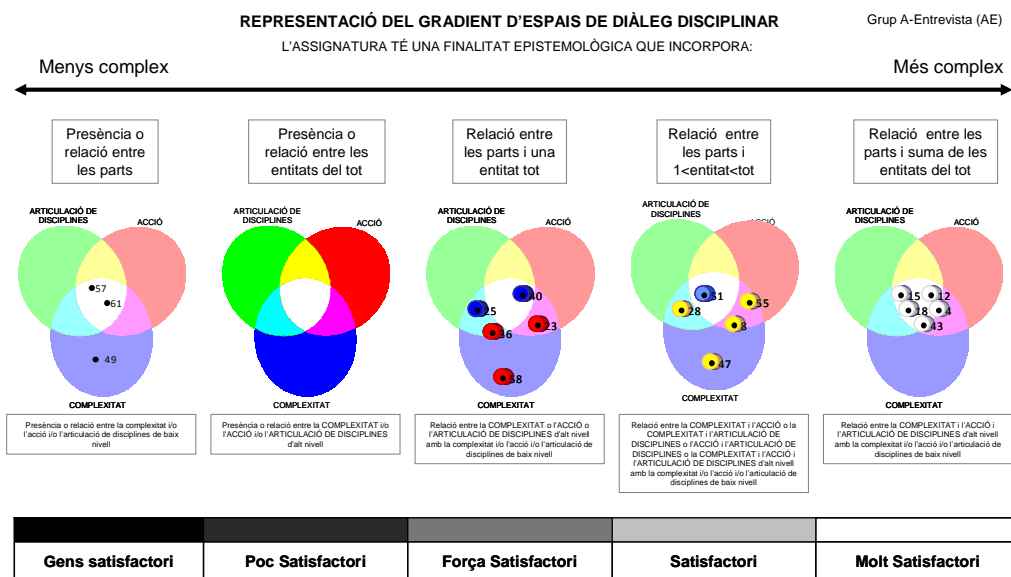 REPRESENTACIÓ DEL GRADIENT D'ESPAIS DE DIÀLEG DISCIPLINAR
Grup A-Entrevista (AE)
L'ASSIGNATURA TÉ UNA FINALITAT EPISTEMOLÒGICA QUE INCORPORA:
Menys complex
Més complex
Presència o
relació entre
les parts
Presència o
relació entre les
entitats del tot
Relació entre
les parts i una
entitat tot
Relació entre
les parts i
1<entitat<tot
Relació entre les
parts i suma de les
entitats del tot
ARTICULACIÓ DE
DISCIPLINES
ACCIÓ
57
61
49
COMPLEXITAT
ARTICULACIÓ DE
DISCIPLINES
ACCIÓ
COMPLEXITAT
ARTICULACIÓ DE
DISCIPLINES
ACCIÓ
40
25
36
23
58
COMPLEXITAT
ARTICULACIÓ DE
DISCIPLINES
ACCIÓ
51
55
28
8
47
COMPLEXITAT
ARTICULACIÓ DE
DISCIPLINES
ACCIÓ
15
12
18
4
43
COMPLEXITAT
Presència o relació entre la complexitat i/o
l'acció i/o l'articulació de disciplines de baix
nivell
Presència o relació entre la COMPLEXITAT i/o
l'ACCIÓ i/o l'ARTICULACIÓ DE DISCIPLINES
d'alt nivell
Relació entre la COMPLEXITAT o l'ACCIÓ o
l'ARTICULACIÓ DE DISCIPLINES d'alt nivell
amb la complexitat i/o l'acció i/o l'articulació de
disciplines de baix nivell
Relació entre la COMPLEXITAT i l'ACCIÓ o la
COMPLEXITAT i l'ARTICULACIÓ DE
DISCIPLINES o l'ACCIÓ i l'ARTICULACIÓ DE
DISCIPLINES o la COMPLEXITAT i l'ACCIÓ i
l'ARTICULACIÓ DE DISCIPLINES d'alt nivell
amb la complexitat i/o l'acció i/o l'articulació de
disciplines de baix nivell
Relació entre la COMPLEXITAT i l'ACCIÓ i
l'ARTICULACIÓ DE DISCIPLINES d'alt nivell
amb la complexitat i/o l'acció i/o l'articulació de
disciplines de baix nivell
Gens satisfactori
Poc Satisfactori
Força Satisfactori
Satisfactori
Molt Satisfactori